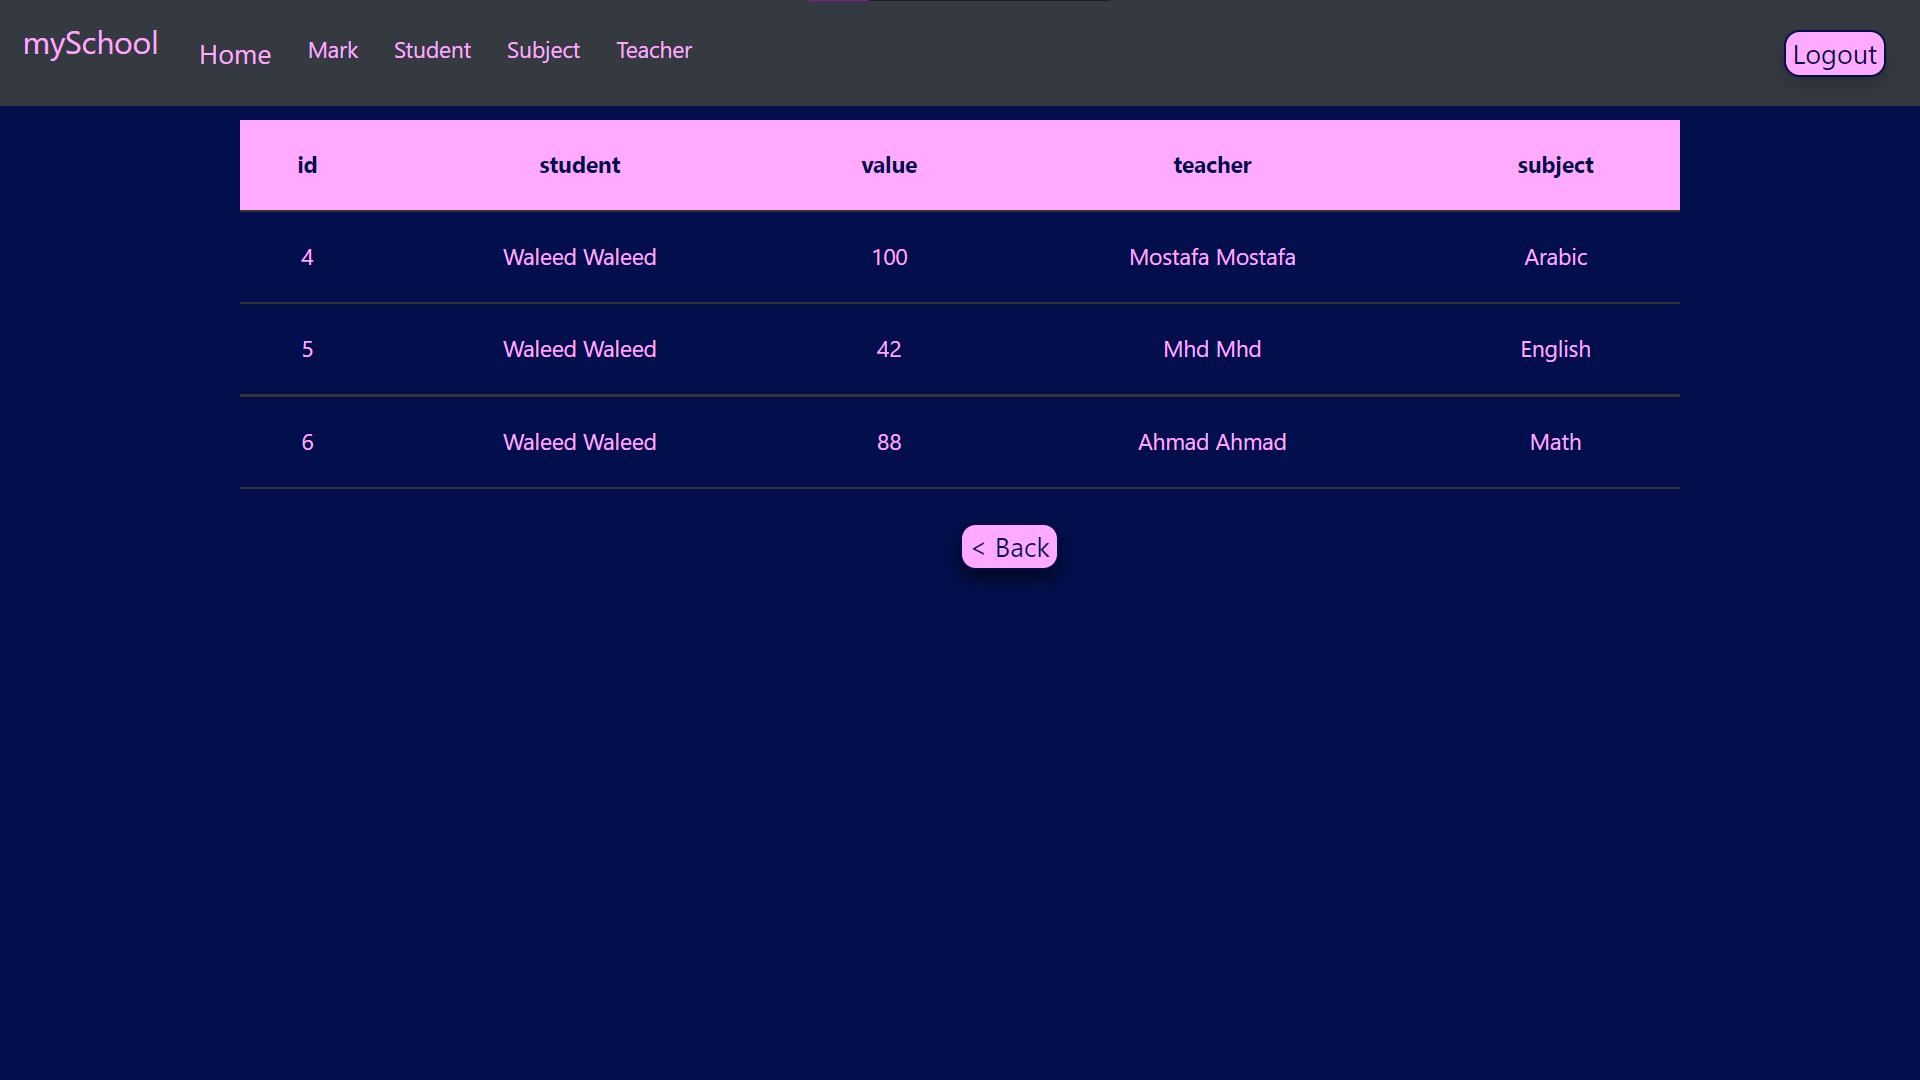 mySchool Home Mark Student Subject Teacher Logout
id student value teacher subject
4 Waleed Waleed 100 Mostafa Mostafa Arabic
5 Waleed Waleed 42 Mhd Mhd English
6 Waleed Waleed 88 Ahmad Ahmad Math
< Back